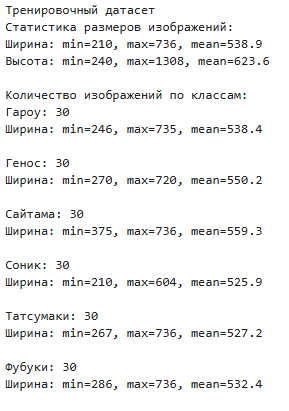 Тренировочный датасет
Статистика размеров изображений:
Ширина: min=210, max=736, mean=538.9
Высота: min=240, max=1308, mean=623.6
Количество изображений по классам:
Гароу: 30
Ширина: min=246, max=735, mean=538.4
Генос: 30
Ширина: min=270, max=720, mean=550.2
Сайтама: 30
Ширина: min=375, max=736, mean=559.3
Соник: 30
Ширина: min=210, max=604, mean=525.9
Татсумаки: 30
Ширина: min=267, max=736, mean=527.2
Фубуки: 30
Ширина: min=286, max=736, mean=532.4